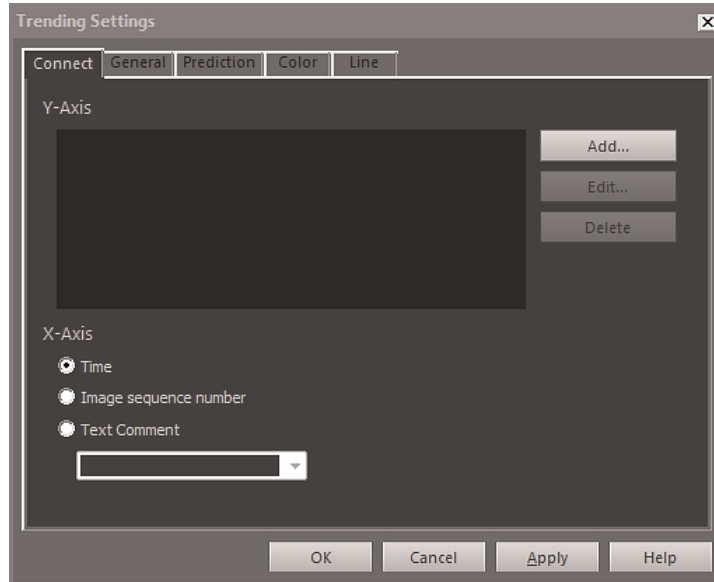 Trending Settings
Connect General Prediction Color Line
Y-Axis
Add...
Edit...
Delete
X-Axis
Time
Image sequence number
Text Comment
OK Cancel Apply Help